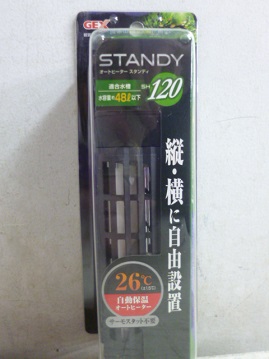 GEX
STANDY
オートヒーター スタンディ
適合水槽
水容量約48ℓ以下
SH 120
縦・横に自由設置
26℃
自動保温
オートヒーター
サーモスタット不要